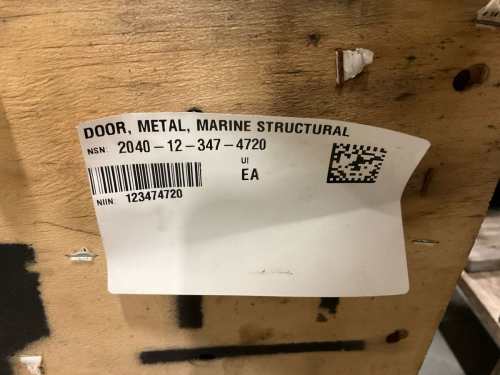 DOOR, METAL, MARINE STRUCTURAL
NSN: 2040-12-347-4720
UI
EA
NIIN: 123474720